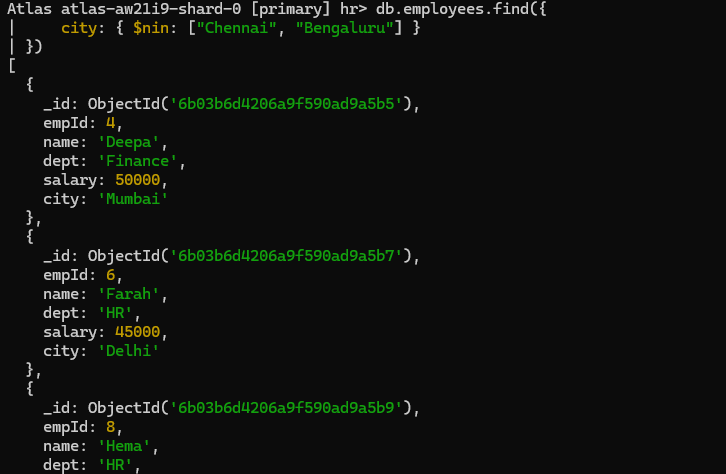 Atlas atlas-aw21i9-shard-0 [primary] hr> db.employees.find({
|     city: { $nin: ["Chennai", "Bengaluru"] }
| })
[
  {
    _id: ObjectId('6b03b6d4206a9f590ad9a5b5'),
    empId: 4,
    name: 'Deepa',
    dept: 'Finance',
    salary: 50000,
    city: 'Mumbai'
  },
  {
    _id: ObjectId('6b03b6d4206a9f590ad9a5b7'),
    empId: 6,
    name: 'Farah',
    dept: 'HR',
    salary: 45000,
    city: 'Delhi'
  },
  {
    _id: ObjectId('6b03b6d4206a9f590ad9a5b9'),
    empId: 8,
    name: 'Hema',
    dept: 'HR',